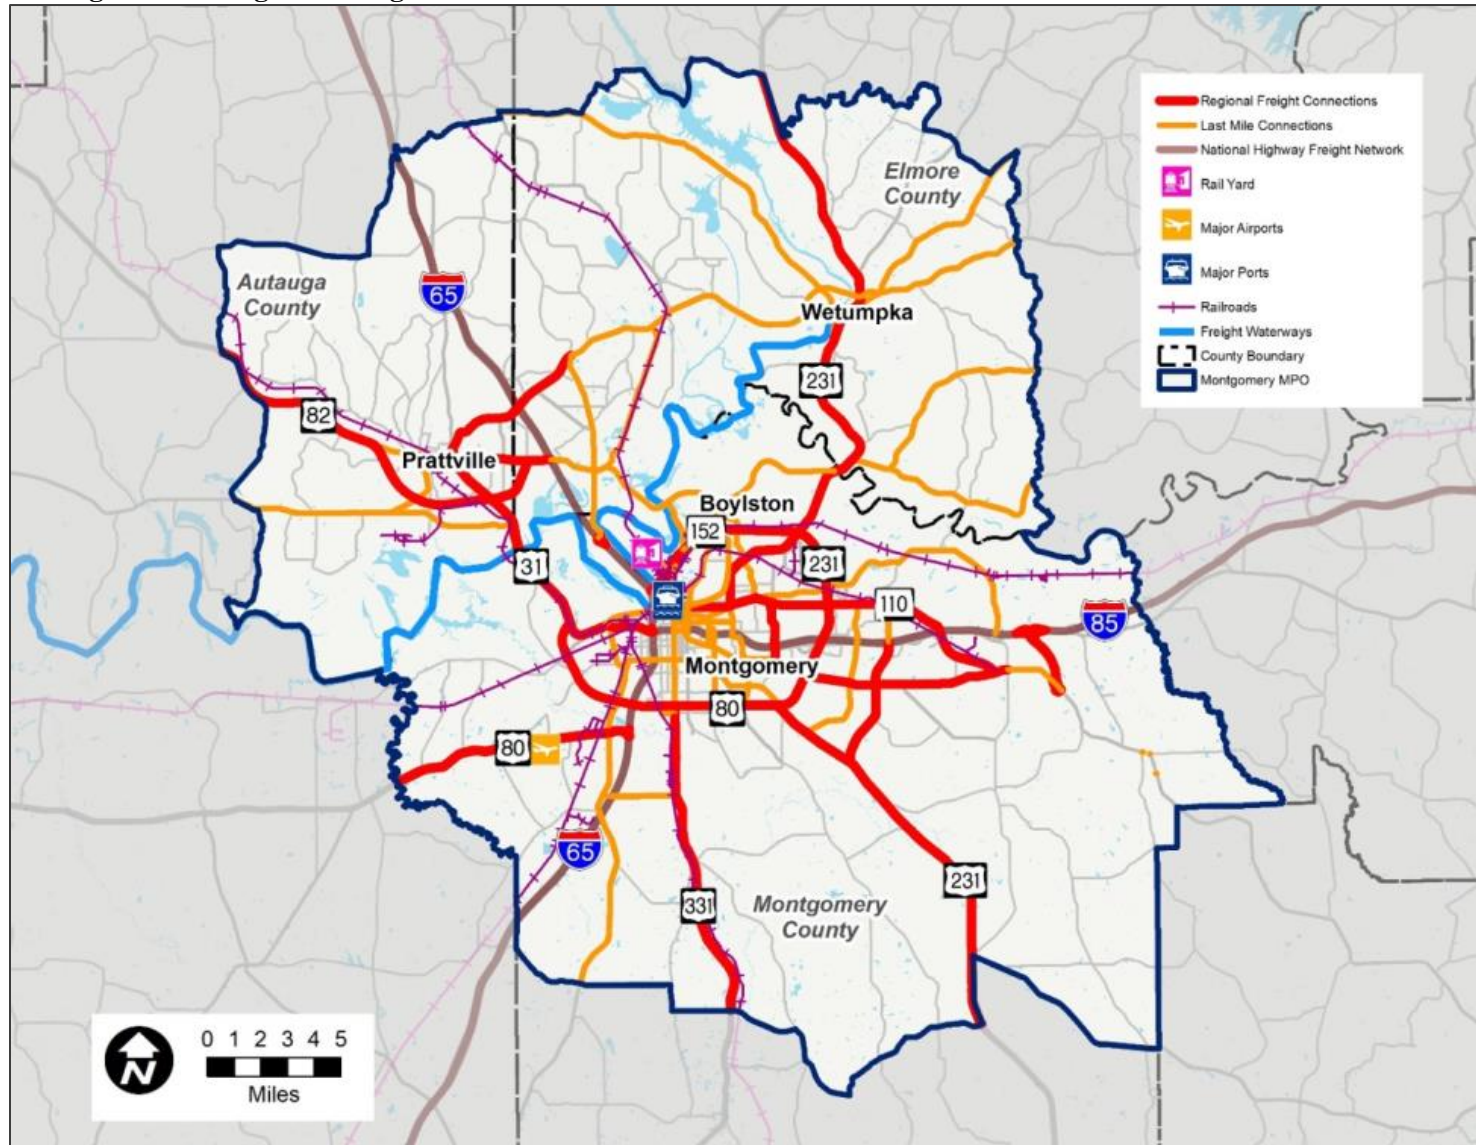 Regional Freight Connections
Last Mile Connections
National Highway Freight Network
Rail Yard
Major Airports
Major Ports
Railroads
Freight Waterways
County Boundary
Montgomery MPO
Elmore
County
Autauga
County
65
Wetumpka
231
82
Prattville
Boylston
152
31
231
110
85
Montgomery
80
80
65
231
331
Montgomery
County
N
0 1 2 3 4 5
Miles